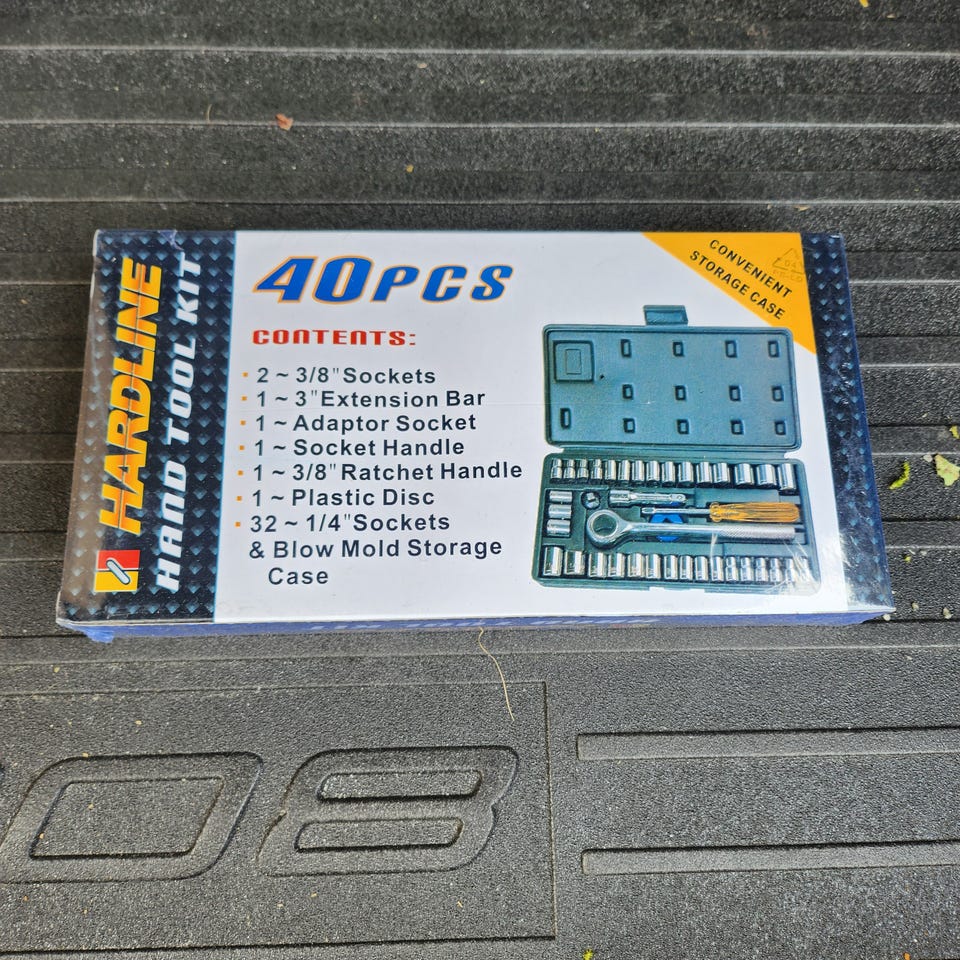 HARDLINE
HAND TOOL KIT
40PCS
CONTENTS:
· 2 ~ 3/8" Sockets
· 1 ~ 3" Extension Bar
· 1 ~ Adaptor Socket
· 1 ~ Socket Handle
· 1 ~ 3/8" Ratchet Handle
· 1 ~ Plastic Disc
· 32 ~ 1/4" Sockets
& Blow Mold Storage
Case
CONVENIENT
STORAGE CASE
08